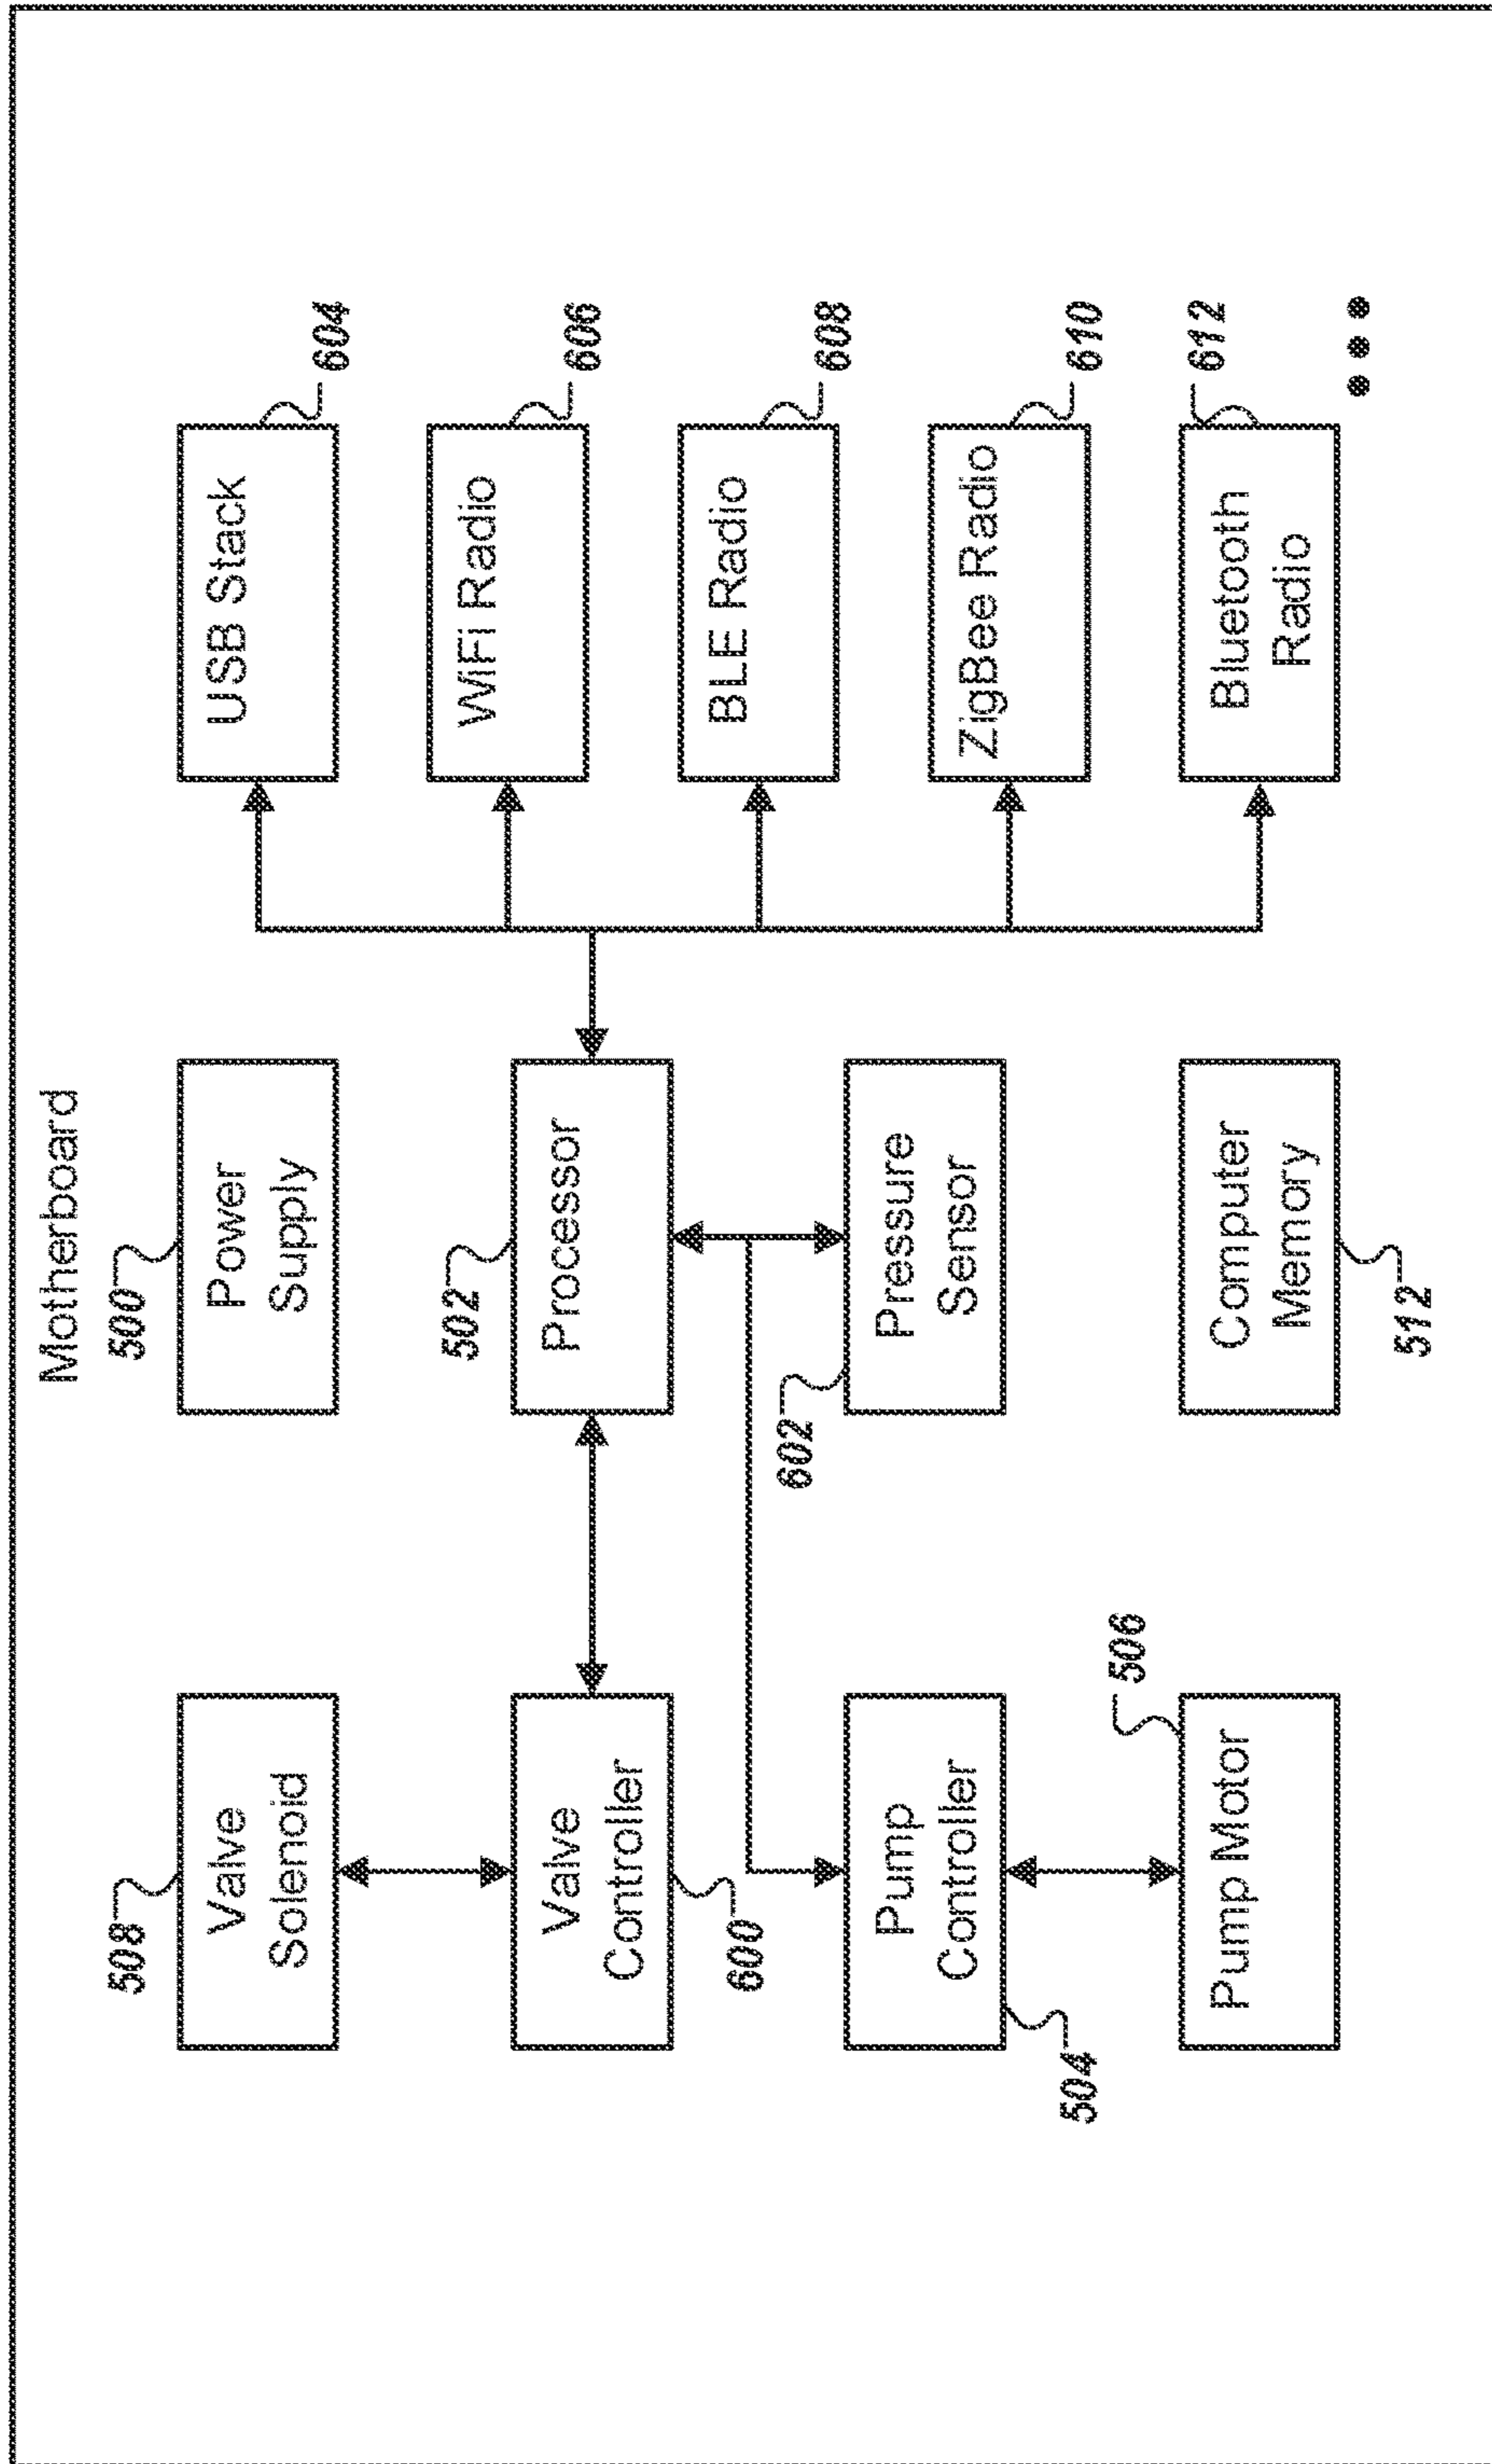 Motherboard
508
Valve
Solenoid
500
Power
Supply
USB Stack
604
Valve
Controller
600
502
Processor
WiFi Radio
606
Pump
Controller
504
602
Pressure
Sensor
BLE Radio
608
506
Pump Motor
Computer
Memory
512
ZigBee Radio
610
612
Bluetooth
Radio